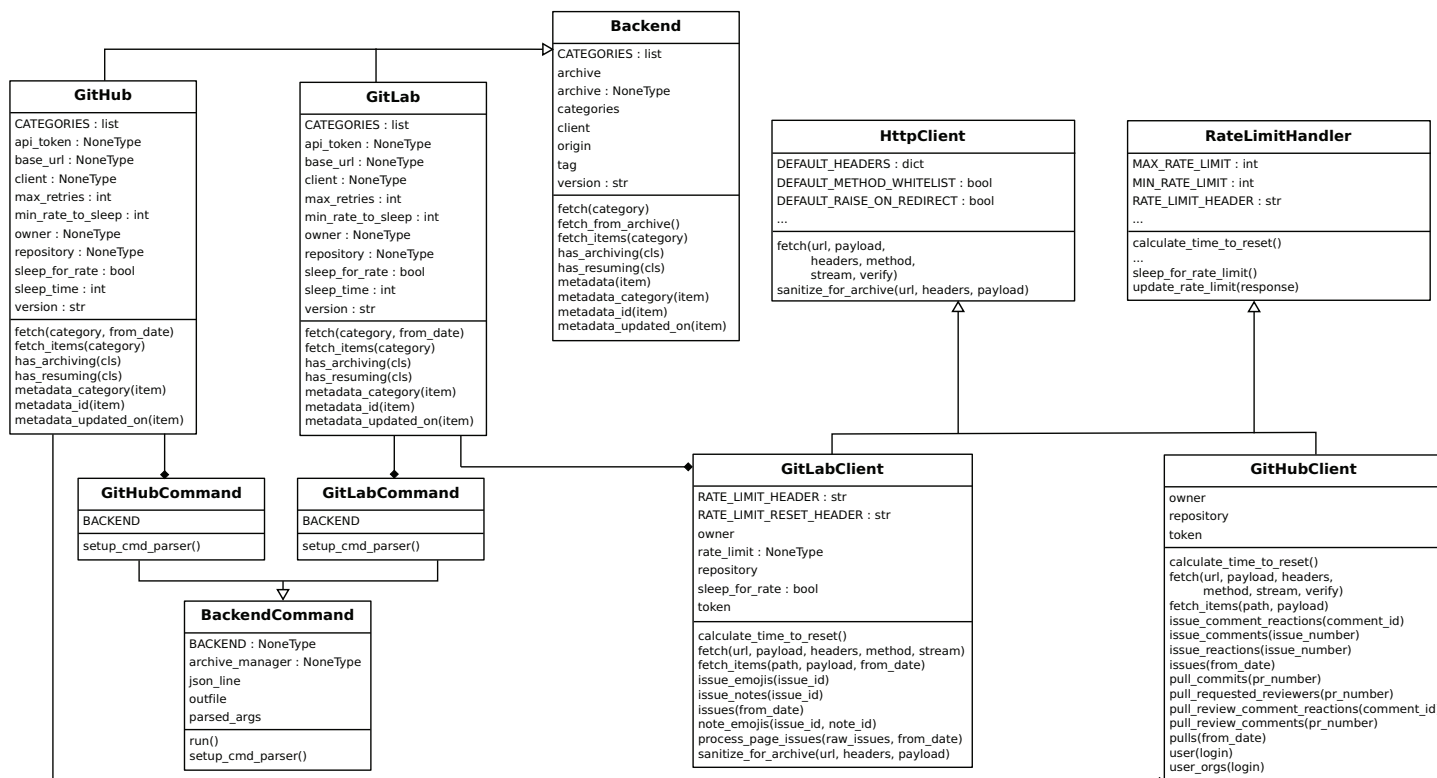 Backend
CATEGORIES : list
archive
archive : NoneType
categories
client
origin
tag
version : str
fetch(category)
fetch_from_archive()
fetch_items(category)
has_archiving(cls)
has_resuming(cls)
metadata(item)
metadata_category(item)
metadata_id(item)
metadata_updated_on(item)
GitHub
CATEGORIES : list
api_token : NoneType
base_url : NoneType
client : NoneType
max_retries : int
min_rate_to_sleep : int
owner : NoneType
repository : NoneType
sleep_for_rate : bool
sleep_time : int
version : str
fetch(category, from_date)
fetch_items(category)
has_archiving(cls)
has_resuming(cls)
metadata_category(item)
metadata_id(item)
metadata_updated_on(item)
GitLab
CATEGORIES : list
api_token : NoneType
base_url : NoneType
client : NoneType
max_retries : int
min_rate_to_sleep : int
owner : NoneType
repository : NoneType
sleep_for_rate : bool
sleep_time : int
version : str
fetch(category, from_date)
fetch_items(category)
has_archiving(cls)
has_resuming(cls)
metadata_category(item)
metadata_id(item)
metadata_updated_on(item)
HttpClient
DEFAULT_HEADERS : dict
DEFAULT_METHOD_WHITELIST : bool
DEFAULT_RAISE_ON_REDIRECT : bool
...
fetch(url, payload,
headers, method,
stream, verify)
sanitize_for_archive(url, headers, payload)
RateLimitHandler
MAX_RATE_LIMIT : int
MIN_RATE_LIMIT : int
RATE_LIMIT_HEADER : str
...
calculate_time_to_reset()
...
sleep_for_rate_limit()
update_rate_limit(response)
GitHubCommand
BACKEND
setup_cmd_parser()
GitLabCommand
BACKEND
setup_cmd_parser()
BackendCommand
BACKEND : NoneType
archive_manager : NoneType
json_line
outfile
parsed_args
run()
setup_cmd_parser()
GitLabClient
RATE_LIMIT_HEADER : str
RATE_LIMIT_RESET_HEADER : str
owner
rate_limit : NoneType
repository
sleep_for_rate : bool
token
calculate_time_to_reset()
fetch(url, payload, headers, method, stream)
fetch_items(path, payload, from_date)
issue_emojis(issue_id)
issue_notes(issue_id)
issues(from_date)
note_emojis(issue_id, note_id)
process_page_issues(raw_issues, from_date)
sanitize_for_archive(url, headers, payload)
GitHubClient
owner
repository
token
calculate_time_to_reset()
fetch(url, payload, headers,
method, stream, verify)
fetch_items(path, payload)
issue_comment_reactions(comment_id)
issue_comments(issue_number)
issue_reactions(issue_number)
issues(from_date)
pull_commits(pr_number)
pull_requested_reviewers(pr_number)
pull_review_comment_reactions(comment_id
pull_review_comments(pr_number)
pulls(from_date)
user(login)
user_orgs(login)